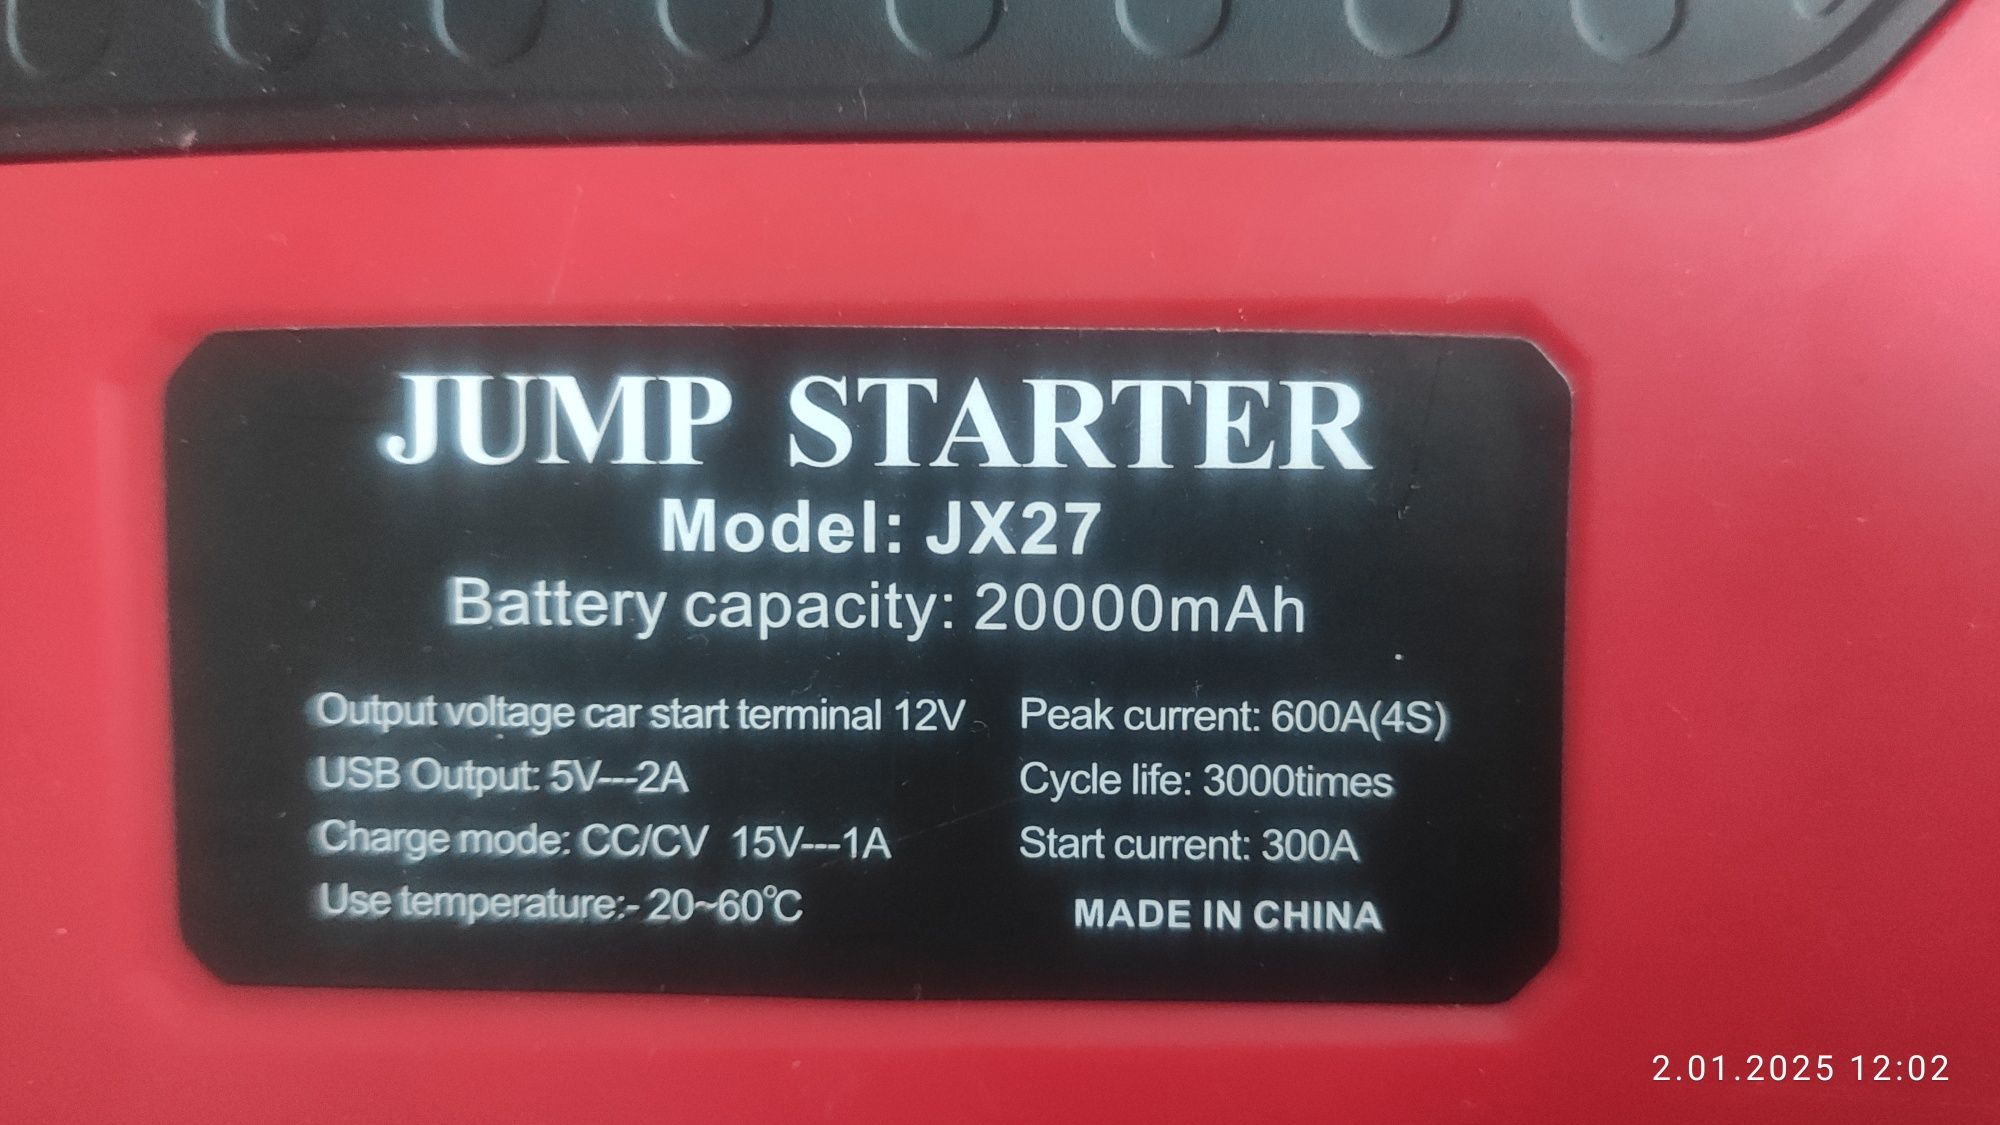 JUMP STARTER
Model: JX27
Battery capacity: 20000mAh
Output voltage car start terminal 12V
USB Output: 5V---2A
Charge mode: CC/CV 15V---1A
Use temperature:- 20~60℃
Peak current: 600A(4S)
Cycle life: 3000times
Start current: 300A
MADE IN CHINA
2.01.2025 12:02